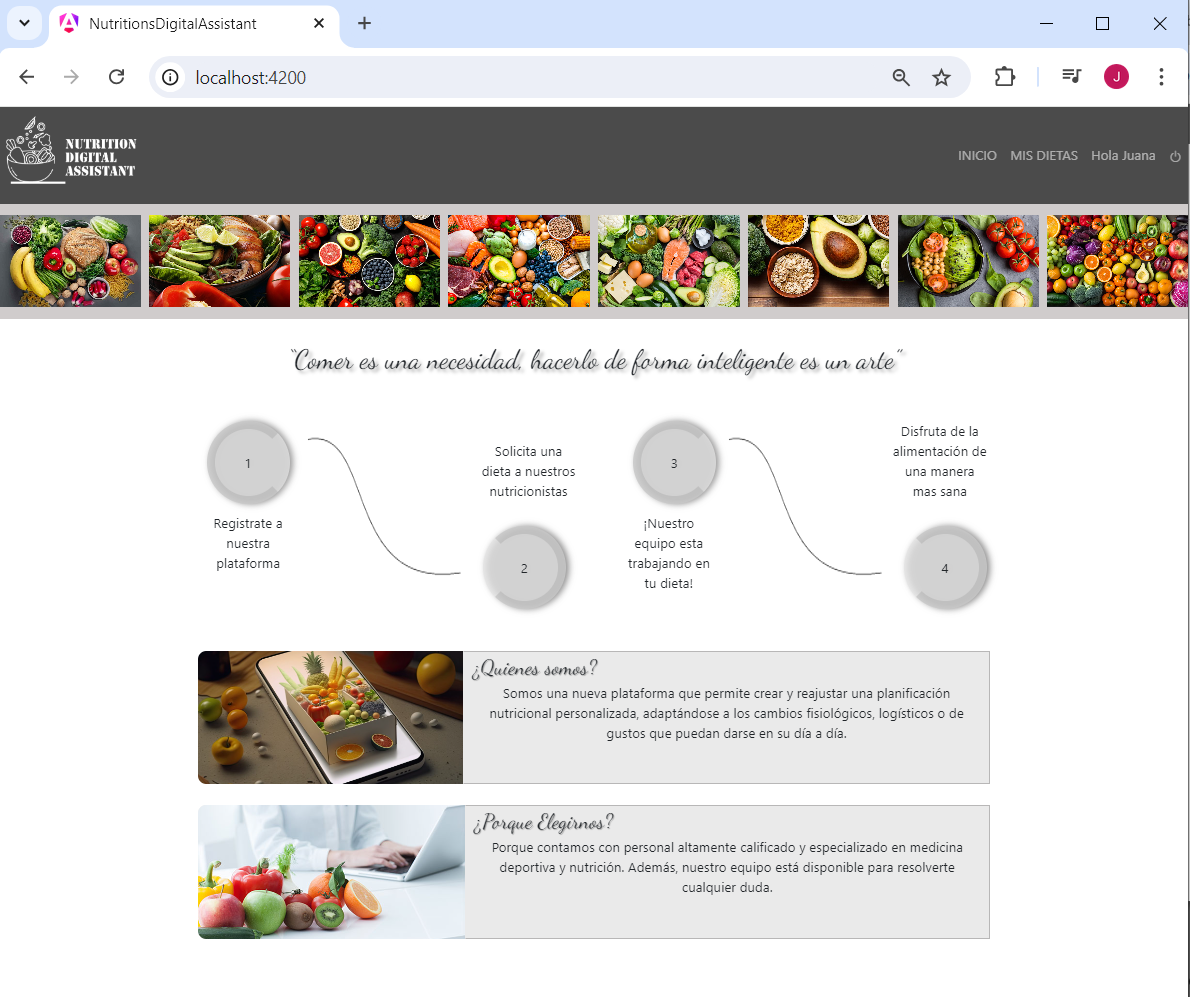 NutritionsDigitalAssistant
localhost:4200
J
NUTRITION
DIGITAL
ASSISTANT
INICIO MIS DIETAS Hola Juana
“Comer es una necesidad, hacerlo de forma inteligente es un arte”
1
Registrate a
nuestra
plataforma
Solicita una
dieta a nuestros
nutricionistas
2
3
¡Nuestro
equipo esta
trabajando en
tu dieta!
Disfruta de la
alimentación de
una manera
mas sana
4
¿Quienes somos?
Somos una nueva plataforma que permite crear y reajustar una planificación
nutricional personalizada, adaptándose a los cambios fisiológicos, logísticos o de
gustos que puedan darse en su día a día.
¿Porque Elegirnos?
Porque contamos con personal altamente calificado y especializado en medicina
deportiva y nutrición. Además, nuestro equipo está disponible para resolverte
cualquier duda.